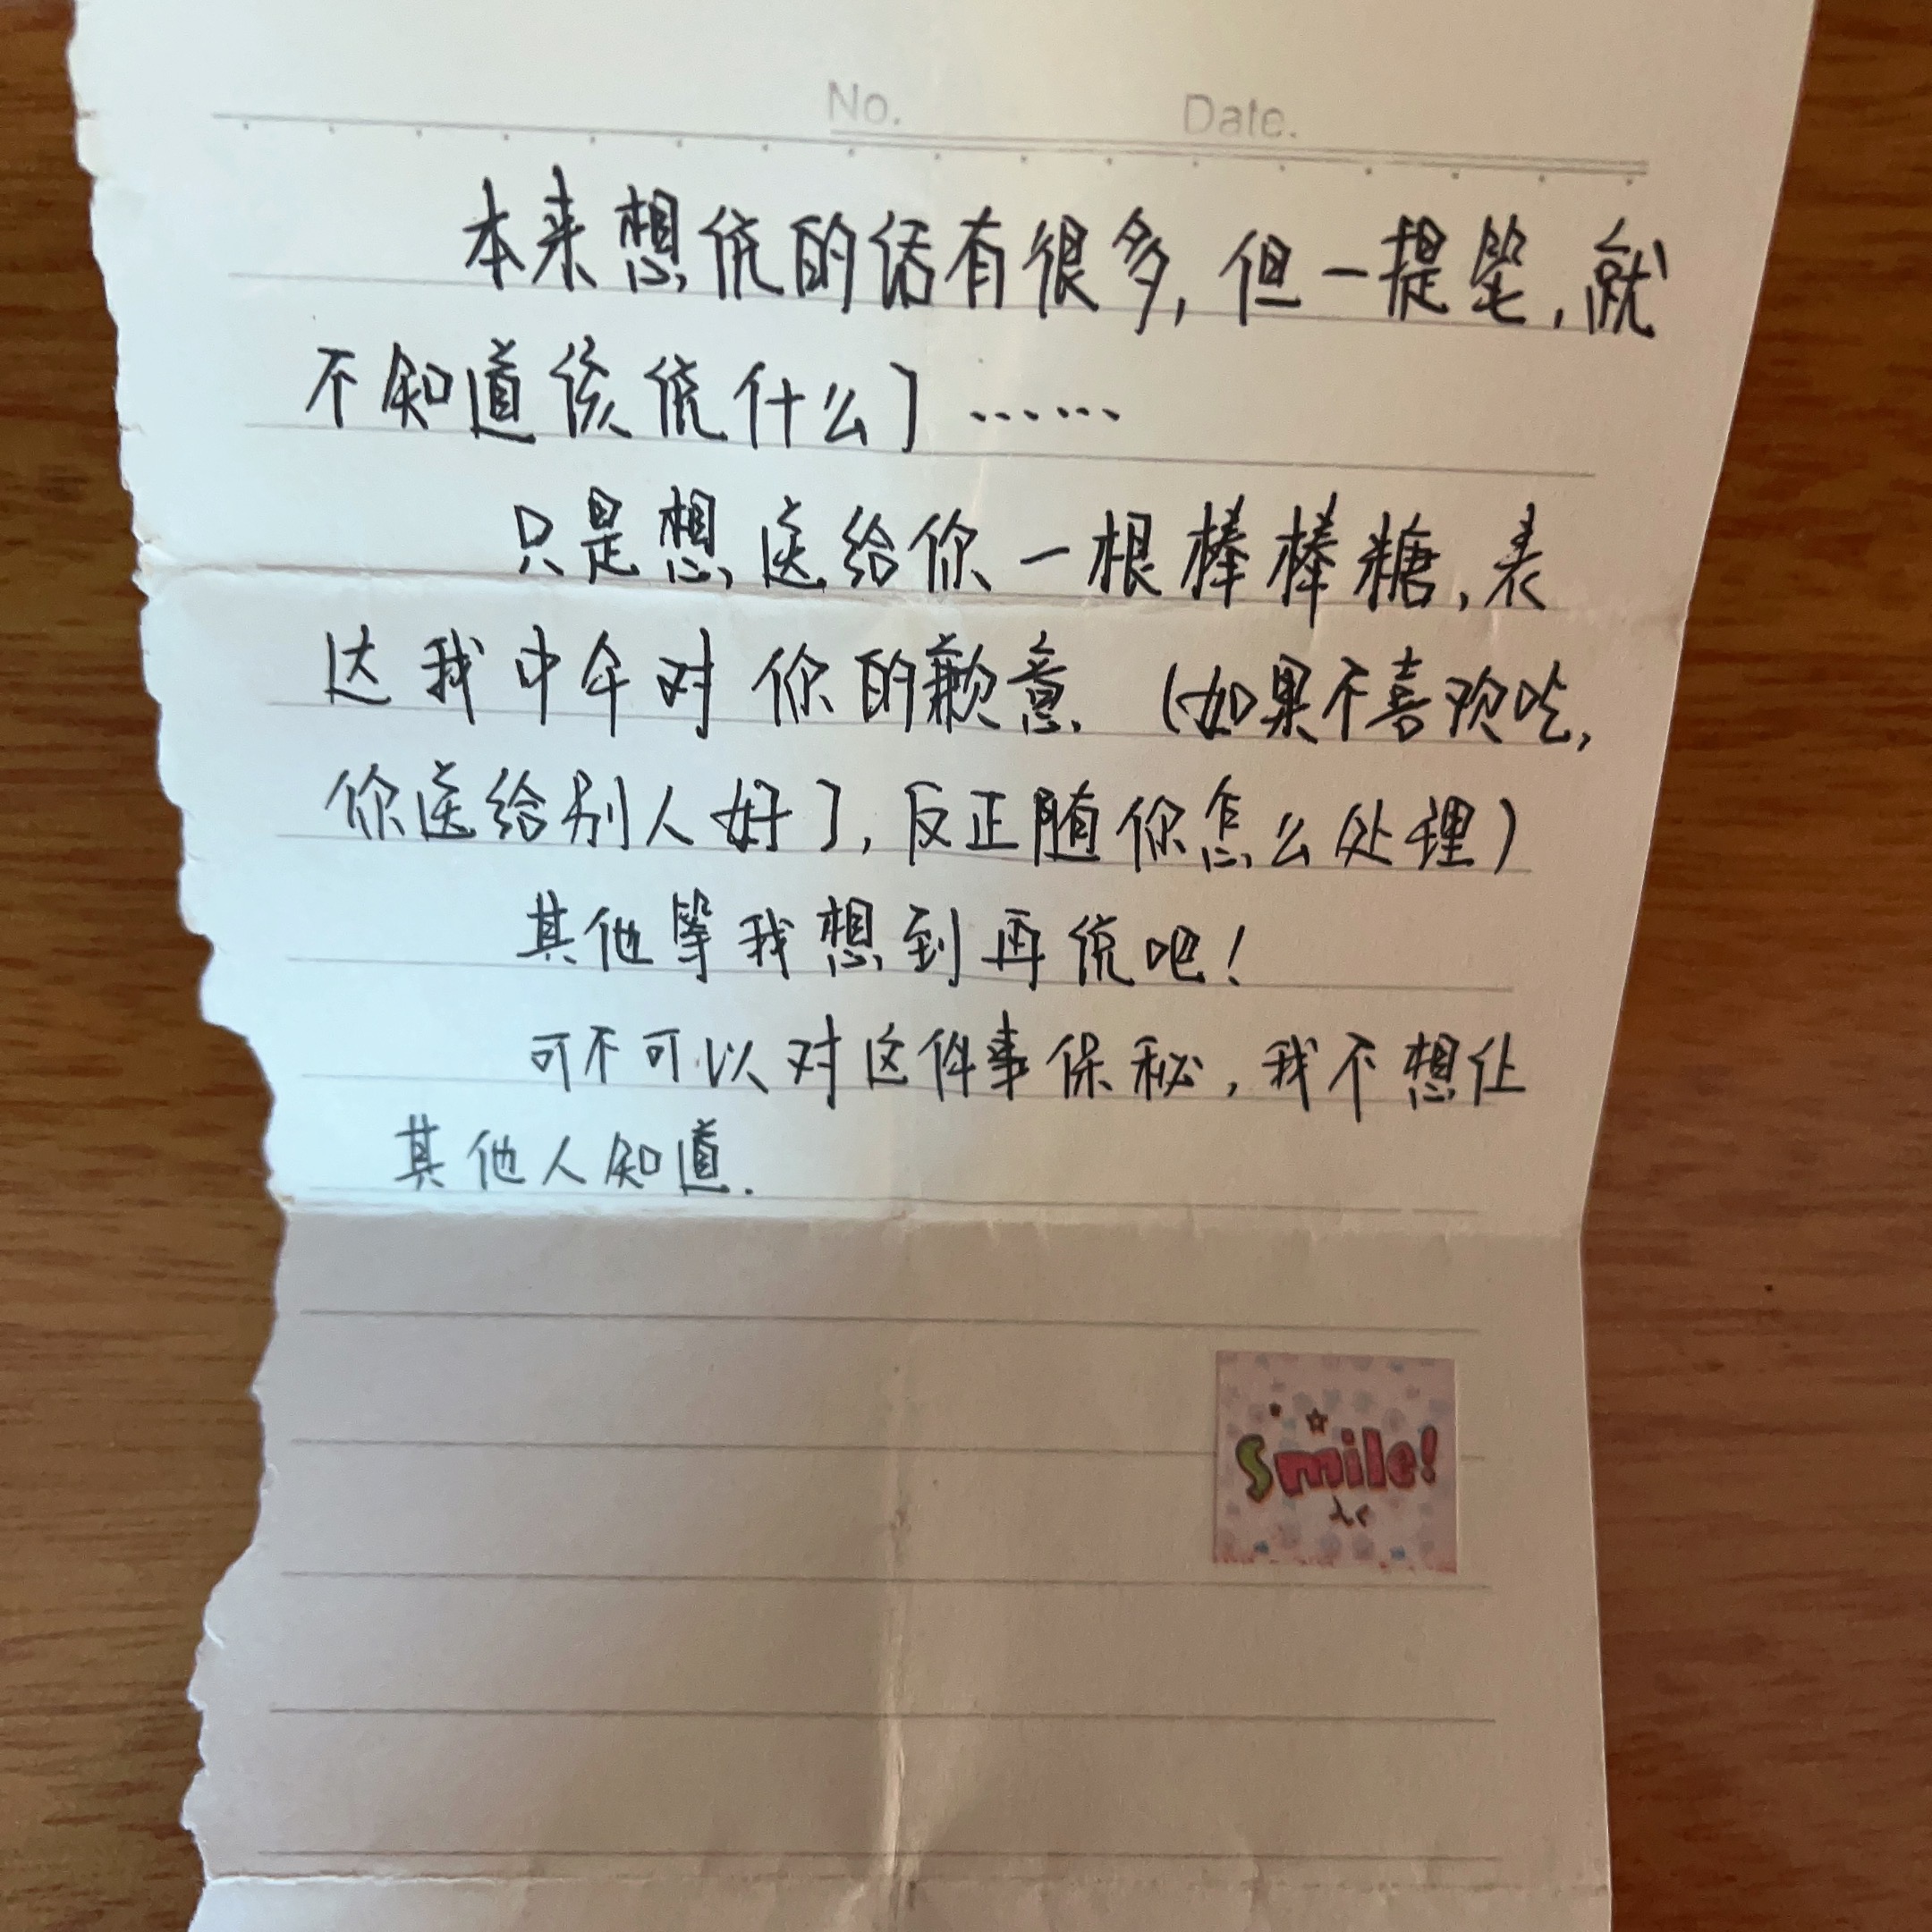 No. Date.
本来想说的话有很多，但一提笔，就
不知道该说什么了……
只是想送给你一根棒棒糖，表
达我中午对你的歉意.（如果不喜欢吃，
你送给别人好了，反正随你怎么处理）
其他等我想到再说吧！
可不可以对这件事保秘，我不想让
其他人知道.
Smile!